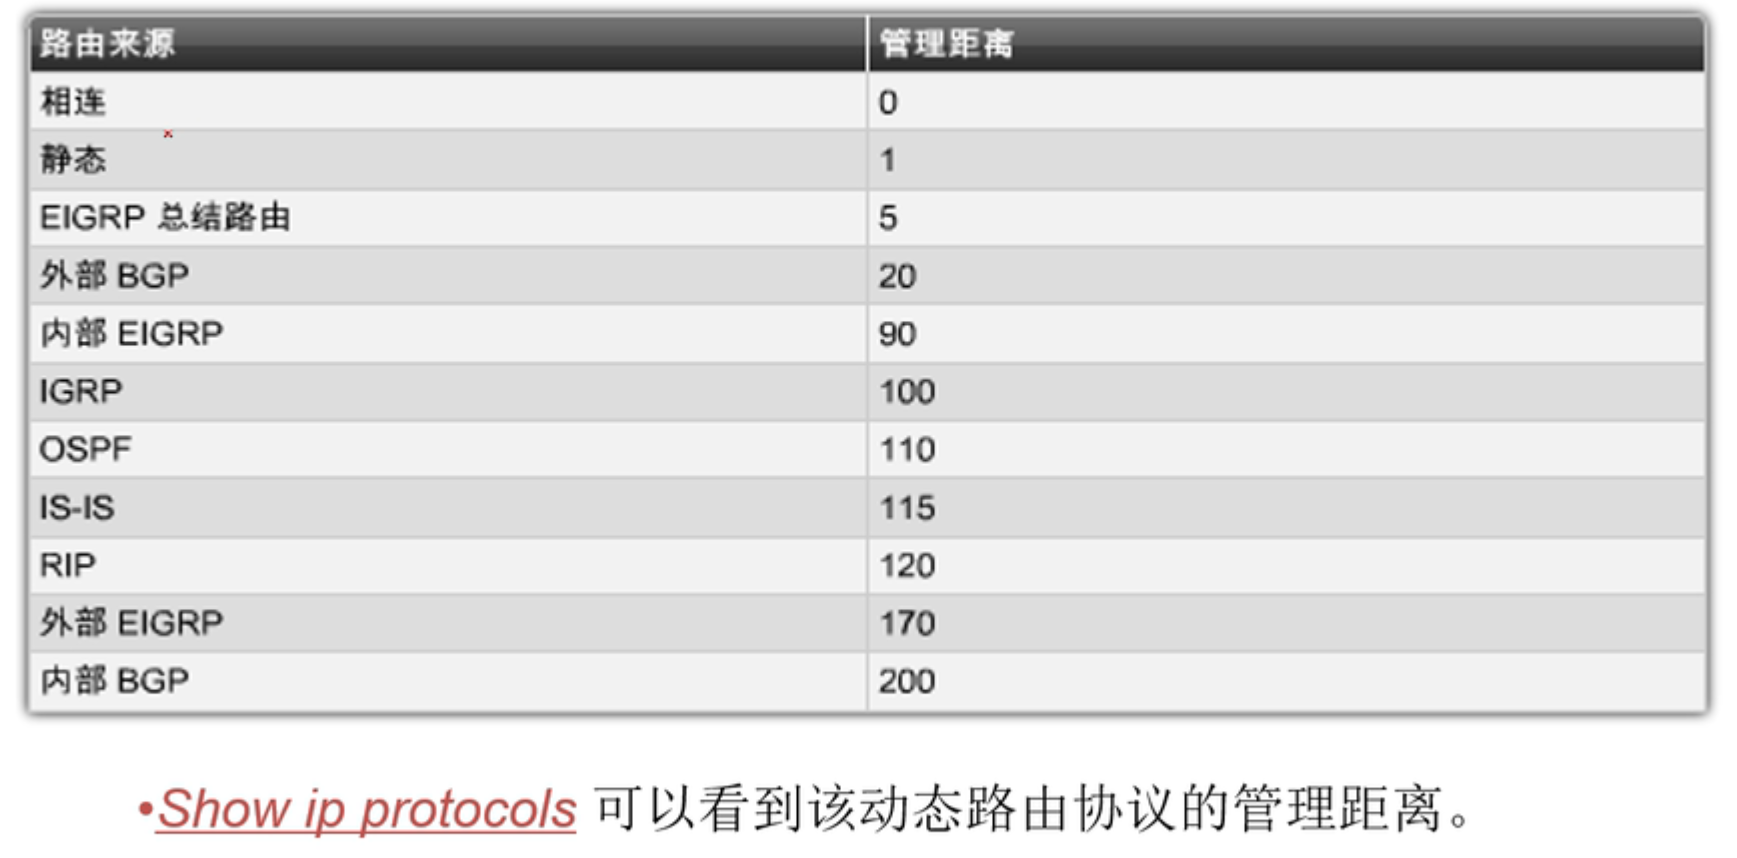 路由来源 管理距离
相连 0
静态 1
EIGRP 总结路由 5
外部 BGP 20
内部 EIGRP 90
IGRP 100
OSPF 110
IS-IS 115
RIP 120
外部 EIGRP 170
内部 BGP 200
•Show ip protocols 可以看到该动态路由协议的管理距离。